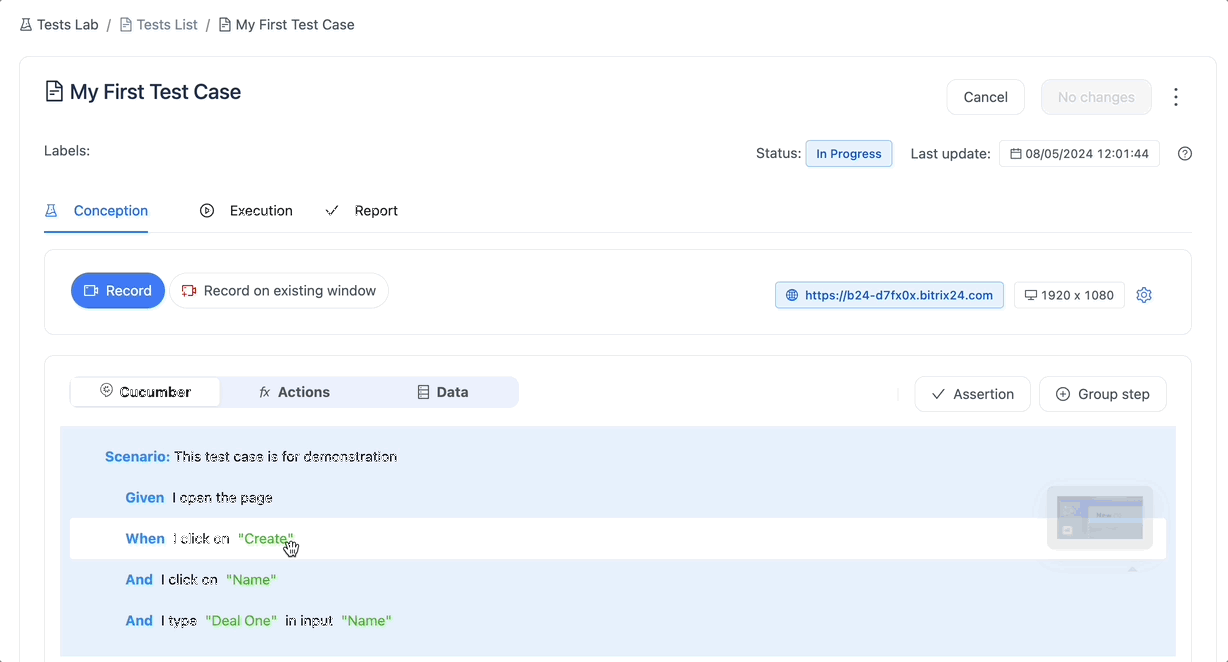 Tests Lab / Tests List / My First Test Case
My First Test Case
Cancel
No changes
Labels:
Status: In Progress Last update: 08/05/2024 12:01:44
Conception Execution Report
Record Record on existing window
https://b24-d7fx0x.bitrix24.com 1920 x 1080
Cucumber fx Actions Data
Assertion Group step
Scenario: This test case is for demonstration
Given I open the page
When I click on "Create"
And I click on "Name"
And I type "Deal One" in input "Name"